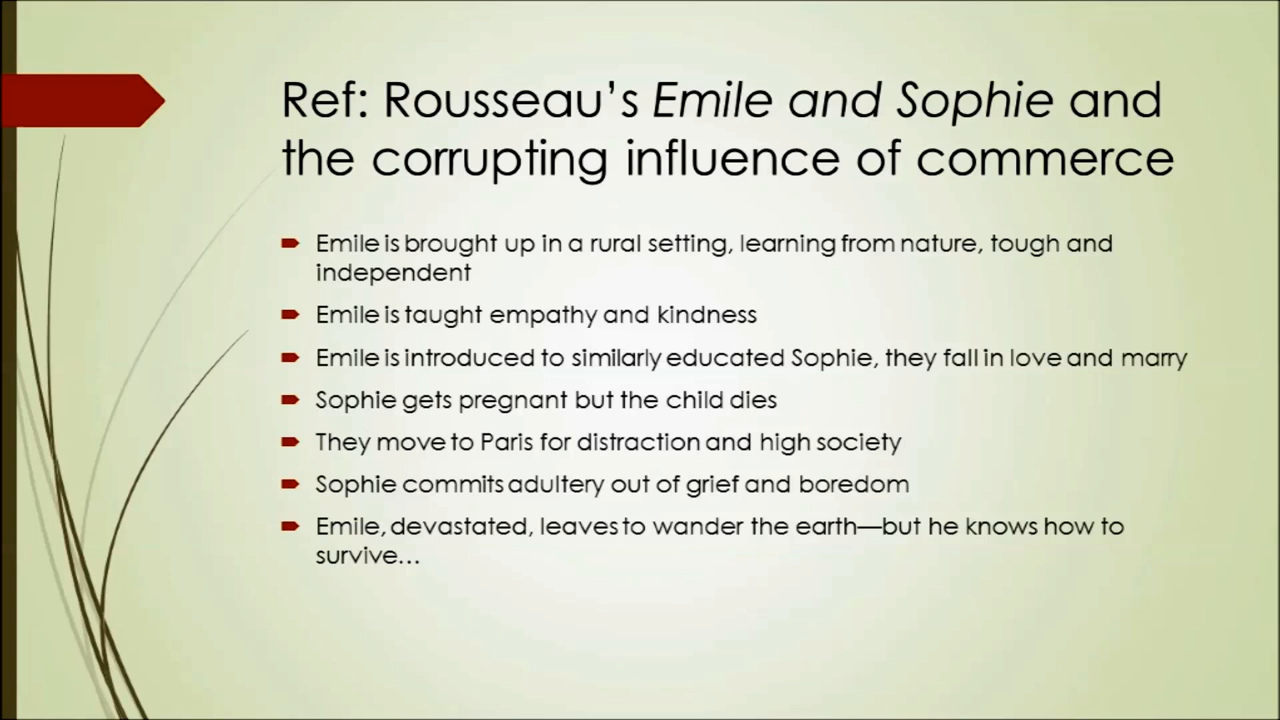 Ref: Rousseau’s Emile and Sophie and
the corrupting influence of commerce
Emile is brought up in a rural setting, learning from nature, tough and
independent
Emile is taught empathy and kindness
Emile is introduced to similarly educated Sophie, they fall in love and marry
Sophie gets pregnant but the child dies
They move to Paris for distraction and high society
Sophie commits adultery out of grief and boredom
Emile, devastated, leaves to wander the earth—but he knows how to
survive…